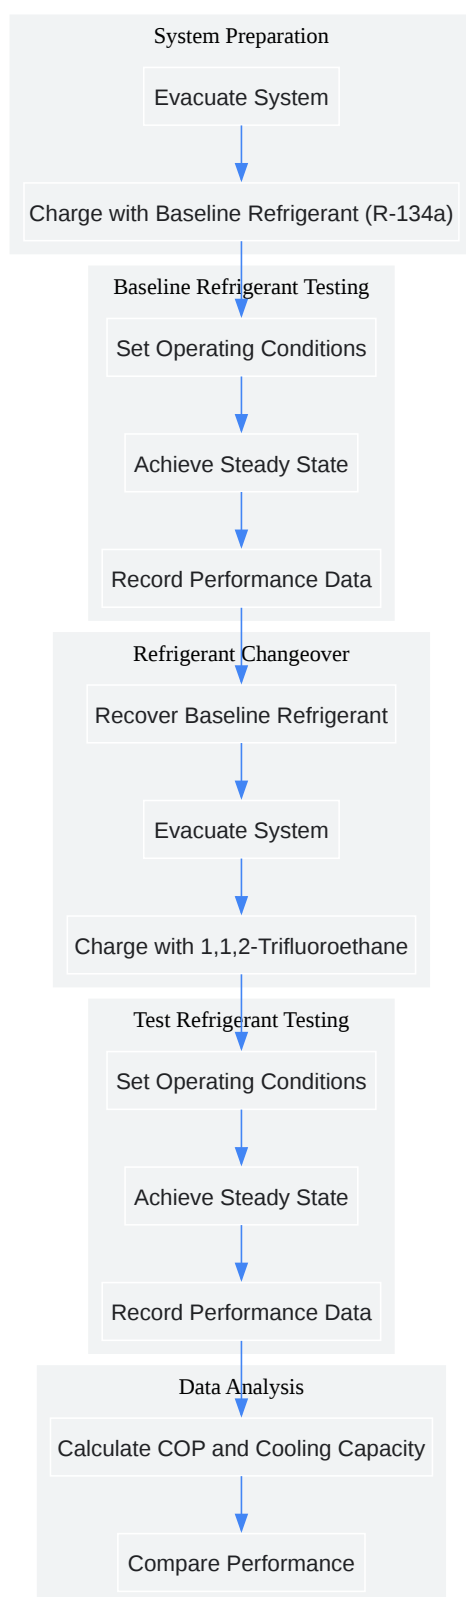 System Preparation
Evacuate System
Charge with Baseline Refrigerant (R-134a)
Baseline Refrigerant Testing
Set Operating Conditions
Achieve Steady State
Record Performance Data
Refrigerant Changeover
Recover Baseline Refrigerant
Evacuate System
Charge with 1,1,2-Trifluoroethane
Test Refrigerant Testing
Set Operating Conditions
Achieve Steady State
Record Performance Data
Data Analysis
Calculate COP and Cooling Capacity
Compare Performance